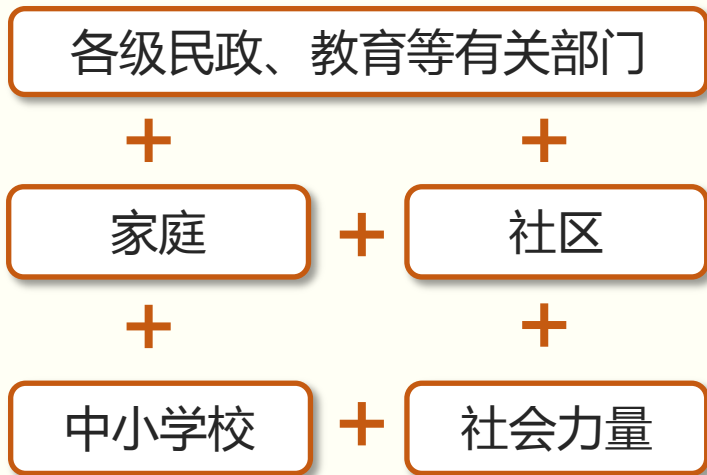 各级民政、教育等有关部门
+ +
家庭 + 社区
+ +
中小学校 + 社会力量